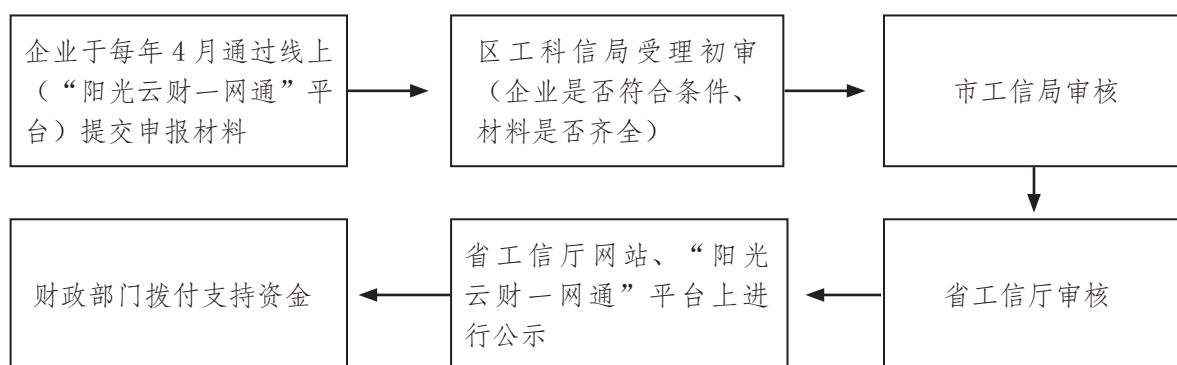 企业于每年4月通过线上
（“阳光云财一网通”平
台）提交申报材料
区工科信局受理初审
（企业是否符合条件、
材料是否齐全）
市工信局审核
省工信厅审核
省工信厅网站、“阳光
云财一网通”平台上进
行公示
财政部门拨付支持资金